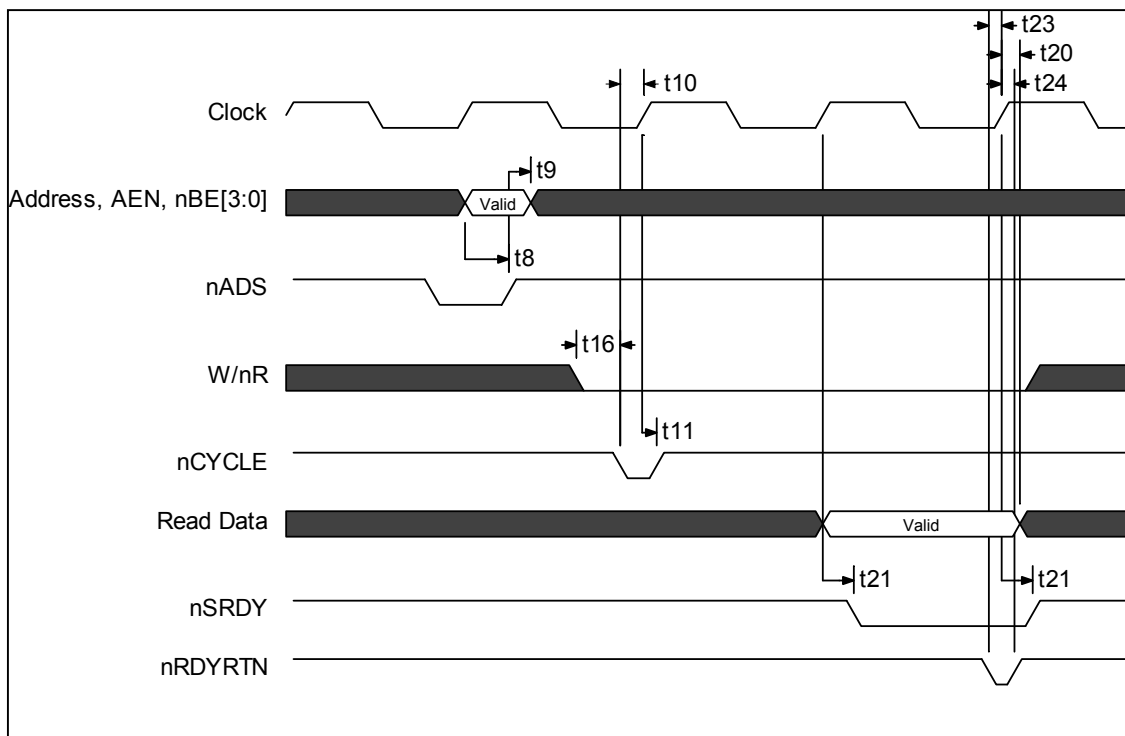 t23
t20
t10
t24
Clock
t9
Address, AEN, nBE[3:0]
Valid
t8
nADS
t16
W/nR
t11
nCYCLE
Read Data
Valid
t21
t21
nSRDY
nRDYRTN